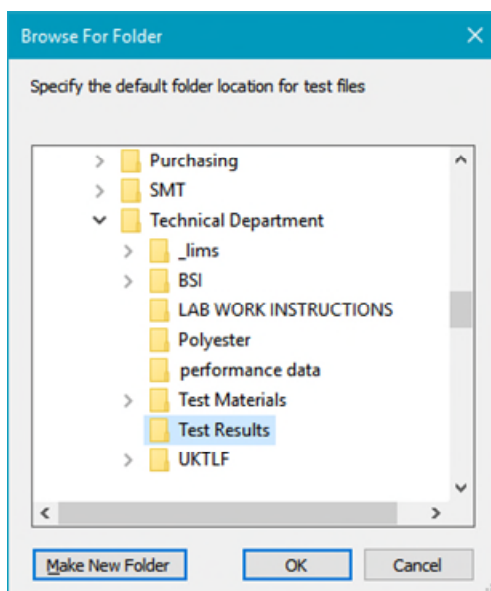 Browse For Folder
Specify the default folder location for test files
Purchasing
SMT
Technical Department
_lims
BSI
LAB WORK INSTRUCTIONS
Polyester
performance data
Test Materials
Test Results
UKTLF
Make New Folder
OK
Cancel